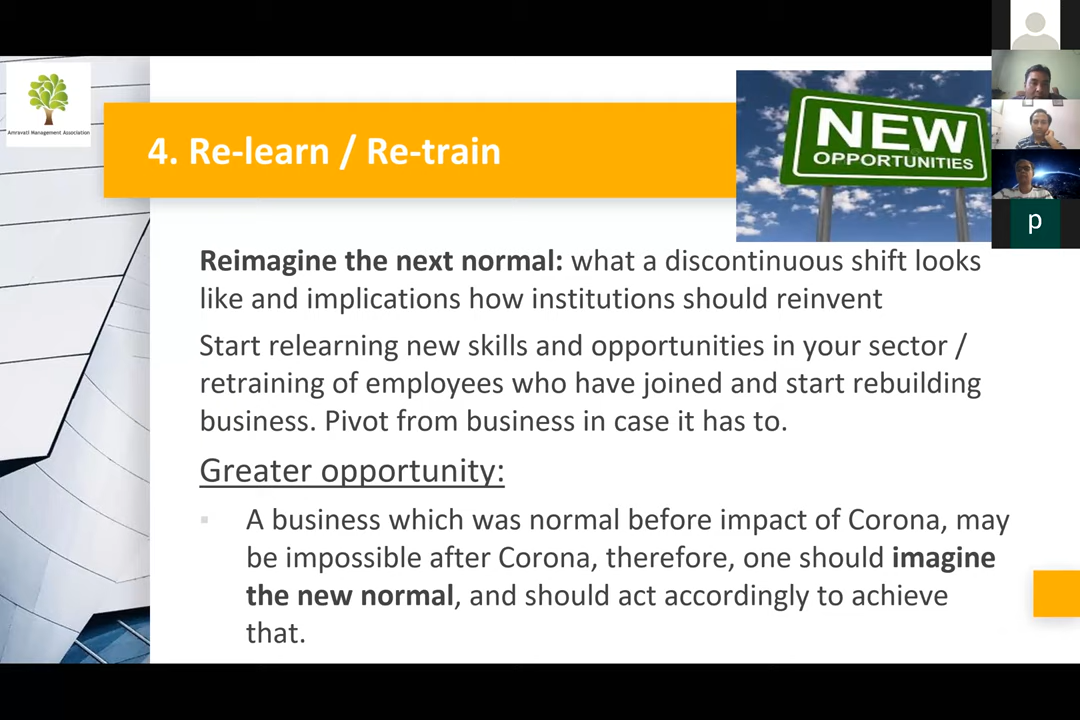 Amravati Management Association
4. Re-learn / Re-train
NEW
OPPORTUNITIES
p
Reimagine the next normal: what a discontinuous shift looks
like and implications how institutions should reinvent
Start relearning new skills and opportunities in your sector /
retraining of employees who have joined and start rebuilding
business. Pivot from business in case it has to.
Greater opportunity:
A business which was normal before impact of Corona, may
be impossible after Corona, therefore, one should imagine
the new normal, and should act accordingly to achieve
that.